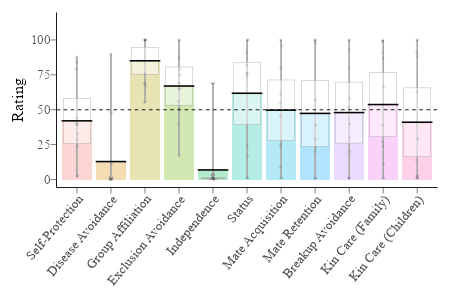 Rating
100
75
50
25
0
Self-Protection
Disease Avoidance
Group Affiliation
Exclusion Avoidance
Independence
Status
Mate Acquisition
Mate Retention
Breakup Avoidance
Kin Care (Family)
Kin Care (Children)